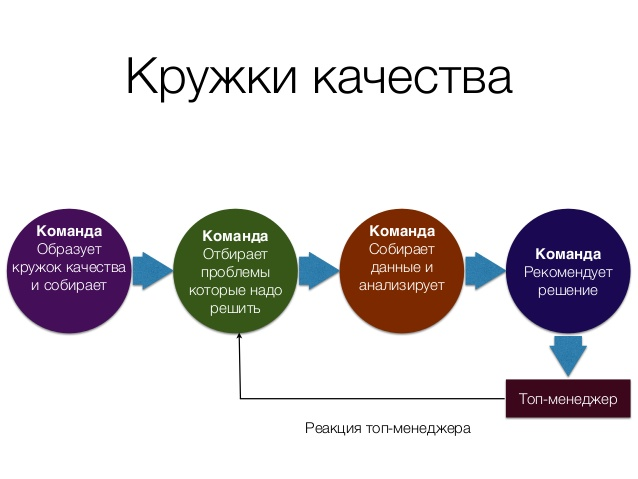 Кружки качества
Команда
Образует
кружок качества
и собирает
Команда
Отбирает
проблемы
которые надо
решить
Команда
Собирает
данные и
анализирует
Команда
Рекомендует
решение
Топ-менеджер
Реакция топ-менеджера